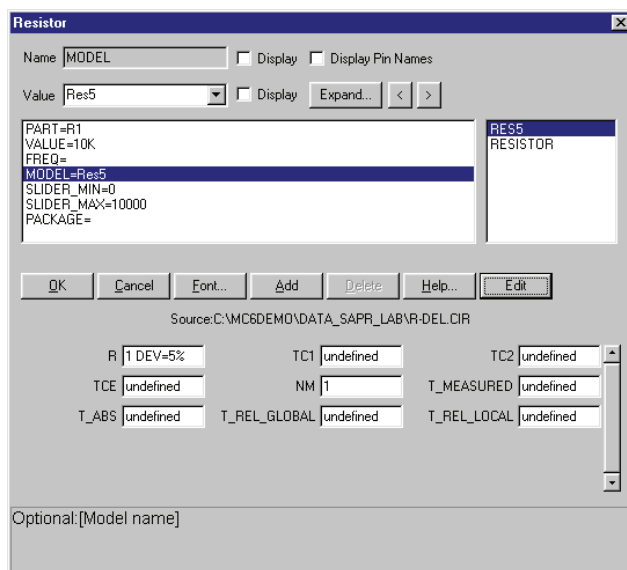 Resistor
Name MODEL Display Display Pin Names
Value Res5 Display Expand... < >
PART=R1
VALUE=10K
FREQ=
MODEL=Res5
SLIDER_MIN=0
SLIDER_MAX=10000
PACKAGE=
RES5
RESISTOR
OK Cancel Font... Add Delete Help... Edit
Source:C:\MC6DEMO\DATA_SAPR_LAB\R-DEL.CIR
R 1 DEV=5% TC1 undefined TC2 undefined
TCE undefined NM 1 T_MEASURED undefined
T_ABS undefined T_REL_GLOBAL undefined T_REL_LOCAL undefined
Optional:[Model name]